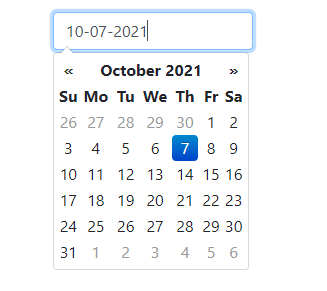 10-07-2021
« October 2021 »
Su Mo Tu We Th Fr Sa
26 27 28 29 30 1 2
3 4 5 6 7 8 9
10 11 12 13 14 15 16
17 18 19 20 21 22 23
24 25 26 27 28 29 30
31 1 2 3 4 5 6